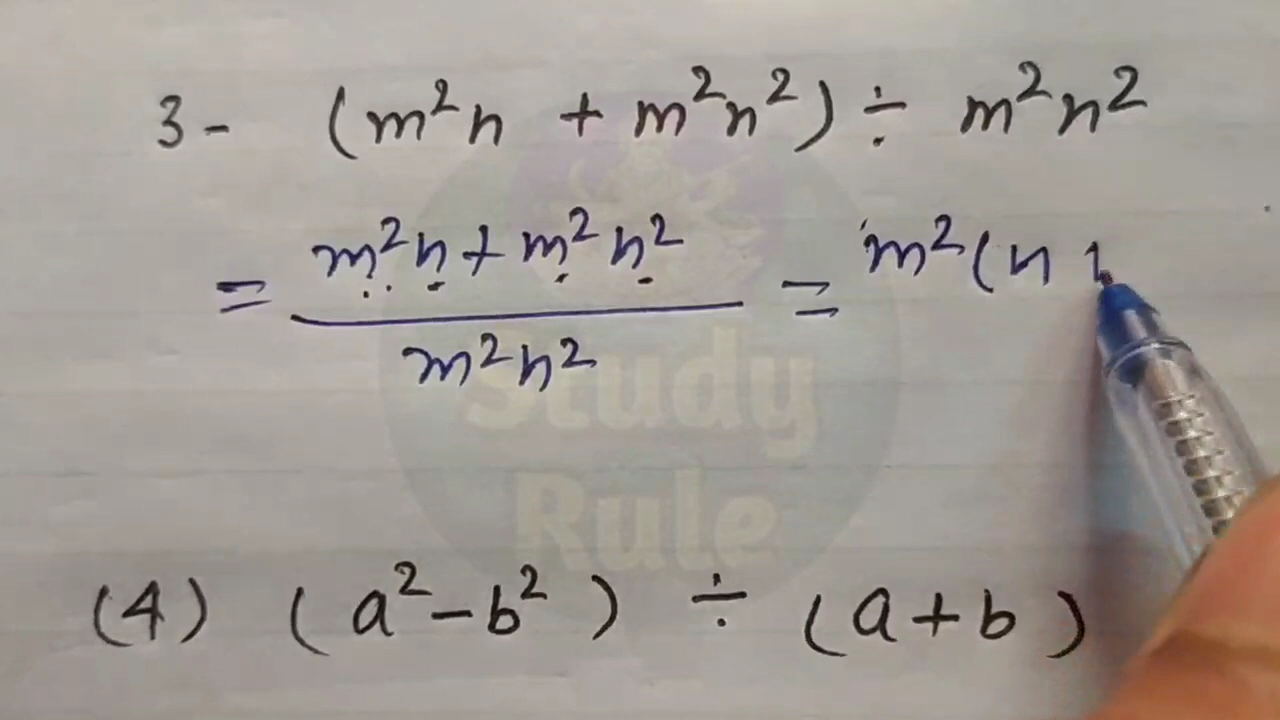 3- (m²n + m²n²) ÷ m²n²
= m²n + m²n² / m²n² = m²(n
Study
Rule
(4) (a²-b²) ÷ (a+b)